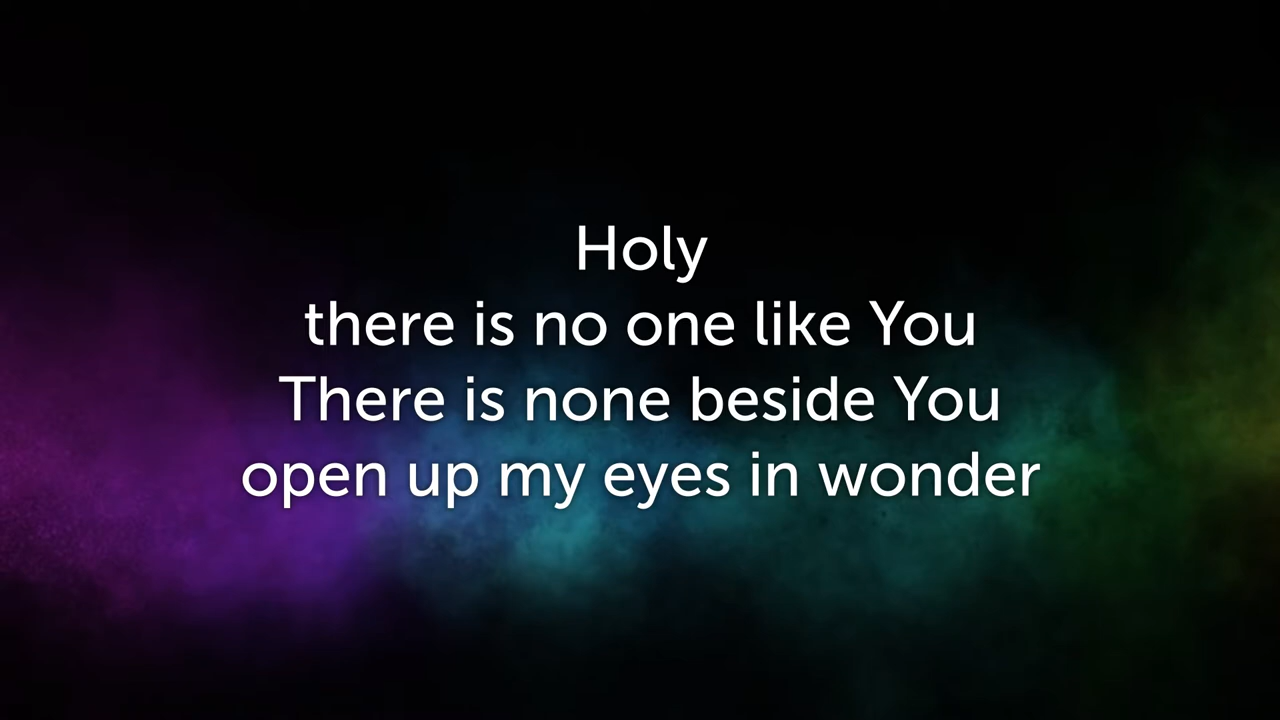 Holy
there is no one like You
There is none beside You
open up my eyes in wonder